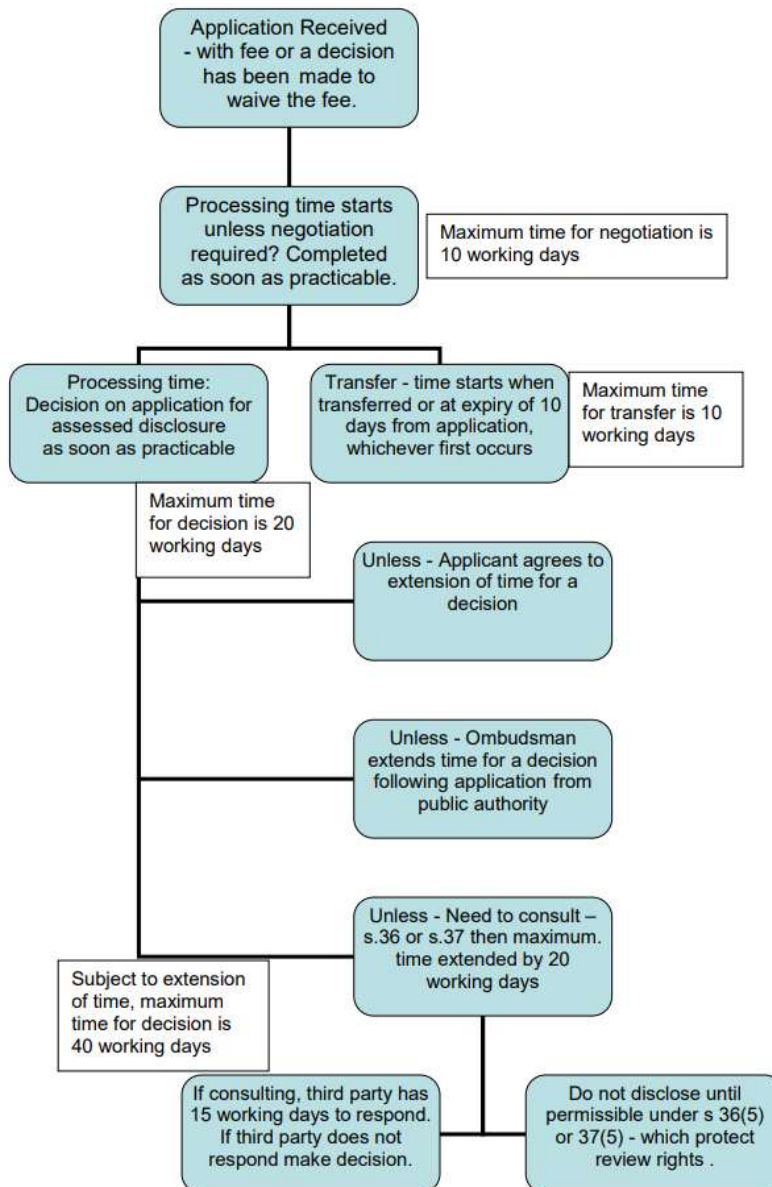 Application Received
- with fee or a decision
has been made to
waive the fee.
Processing time starts
unless negotiation
required? Completed
as soon as practicable.
Maximum time for negotiation is
10 working days
Processing time:
Decision on application for
assessed disclosure
as soon as practicable
Transfer - time starts when
transferred or at expiry of 10
days from application,
whichever first occurs
Maximum time
for transfer is 10
working days
Maximum time
for decision is 20
working days
Unless - Applicant agrees to
extension of time for a
decision
Unless - Ombudsman
extends time for a decision
following application from
public authority
Unless - Need to consult –
s.36 or s.37 then maximum.
time extended by 20
working days
Subject to extension
of time, maximum
time for decision is
40 working days
If consulting, third party has
15 working days to respond.
If third party does not
respond make decision.
Do not disclose until
permissible under s 36(5)
or 37(5) - which protect
review rights .